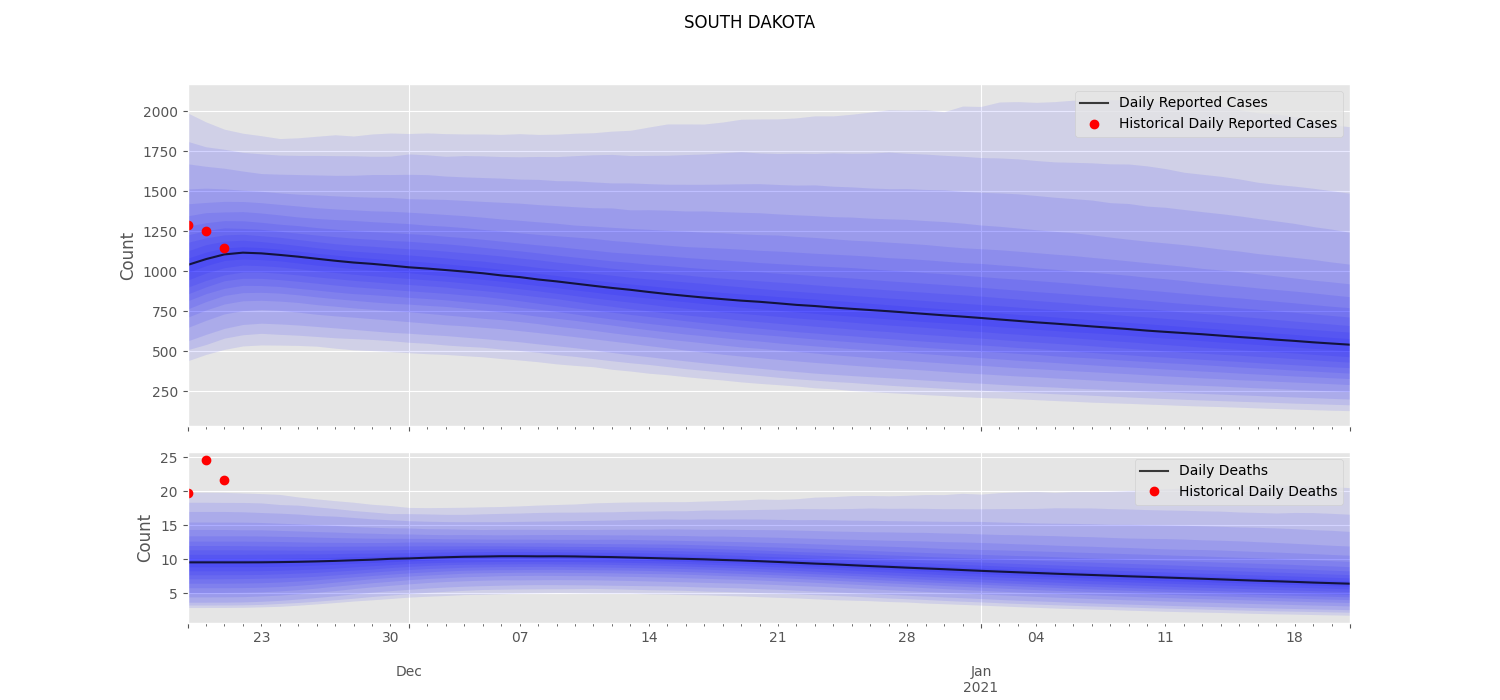 SOUTH DAKOTA
Count
2000
1750
1500
1250
1000
750
500
250
Daily Reported Cases
Historical Daily Reported Cases
Count
25
20
15
10
5
Daily Deaths
Historical Daily Deaths
23 30 07 14 21 28 04 11 18
Dec Jan
2021